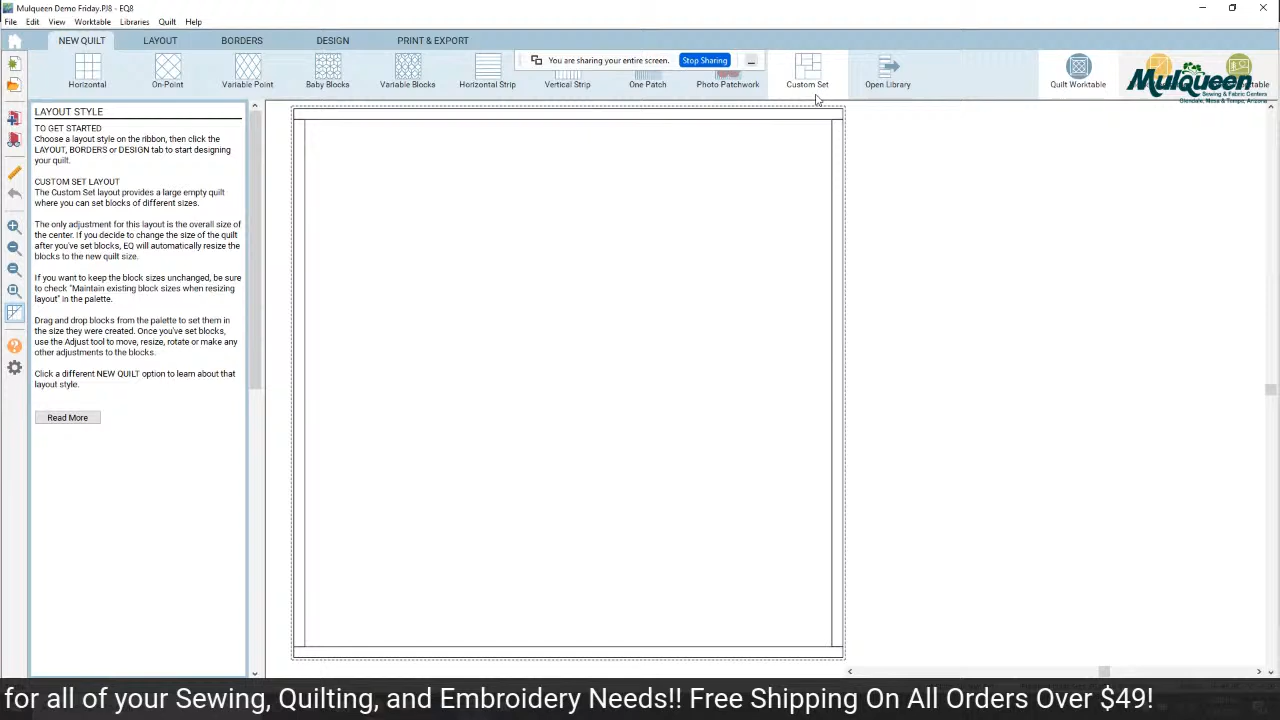 Mulqueen Demo Friday.PJ8 - EQ8
File Edit View Worktable Libraries Quilt Help
NEW QUILT LAYOUT BORDERS DESIGN PRINT & EXPORT
You are sharing your entire screen. Stop Sharing
Horizontal On-Point Variable Point Baby Blocks Variable Blocks Horizontal Strip Vertical Strip One Patch Photo Patchwork Custom Set Open Library Quilt Worktable
Mulqueen
Sewing & Fabric Centers
Glendale, Mesa & Tempe, Arizona
LAYOUT STYLE
TO GET STARTED
Choose a layout style on the ribbon, then click the
LAYOUT, BORDERS or DESIGN tab to start designing
your quilt.
CUSTOM SET LAYOUT
The Custom Set layout provides a large empty quilt
where you can set blocks of different sizes.
The only adjustment for this layout is the overall size of
the center. If you decide to change the size of the quilt
after you've set blocks, EQ will automatically resize the
blocks to the new quilt size.
If you want to keep the block sizes unchanged, be sure
to check "Maintain existing block sizes when resizing
layout" in the palette.
Drag and drop blocks from the palette to set them in
the size they were created. Once you've set blocks,
use the Adjust tool to move, resize, rotate or make any
other adjustments to the blocks.
Click a different NEW QUILT option to learn about that
layout style.
Read More
for all of your Sewing, Quilting, and Embroidery Needs!! Free Shipping On All Orders Over $49!